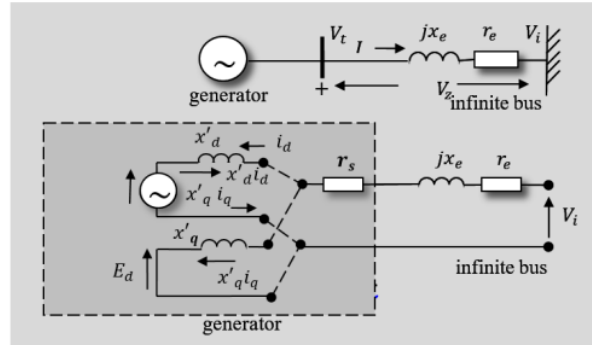 V_t I jx_e r_e V_i
generator + V_z infinite bus
x'_d i_d
x'_d i_d r_s jx_e r_e
x'_q i_q
V_i
x'_q
E_d x'_q i_q infinite bus
generator